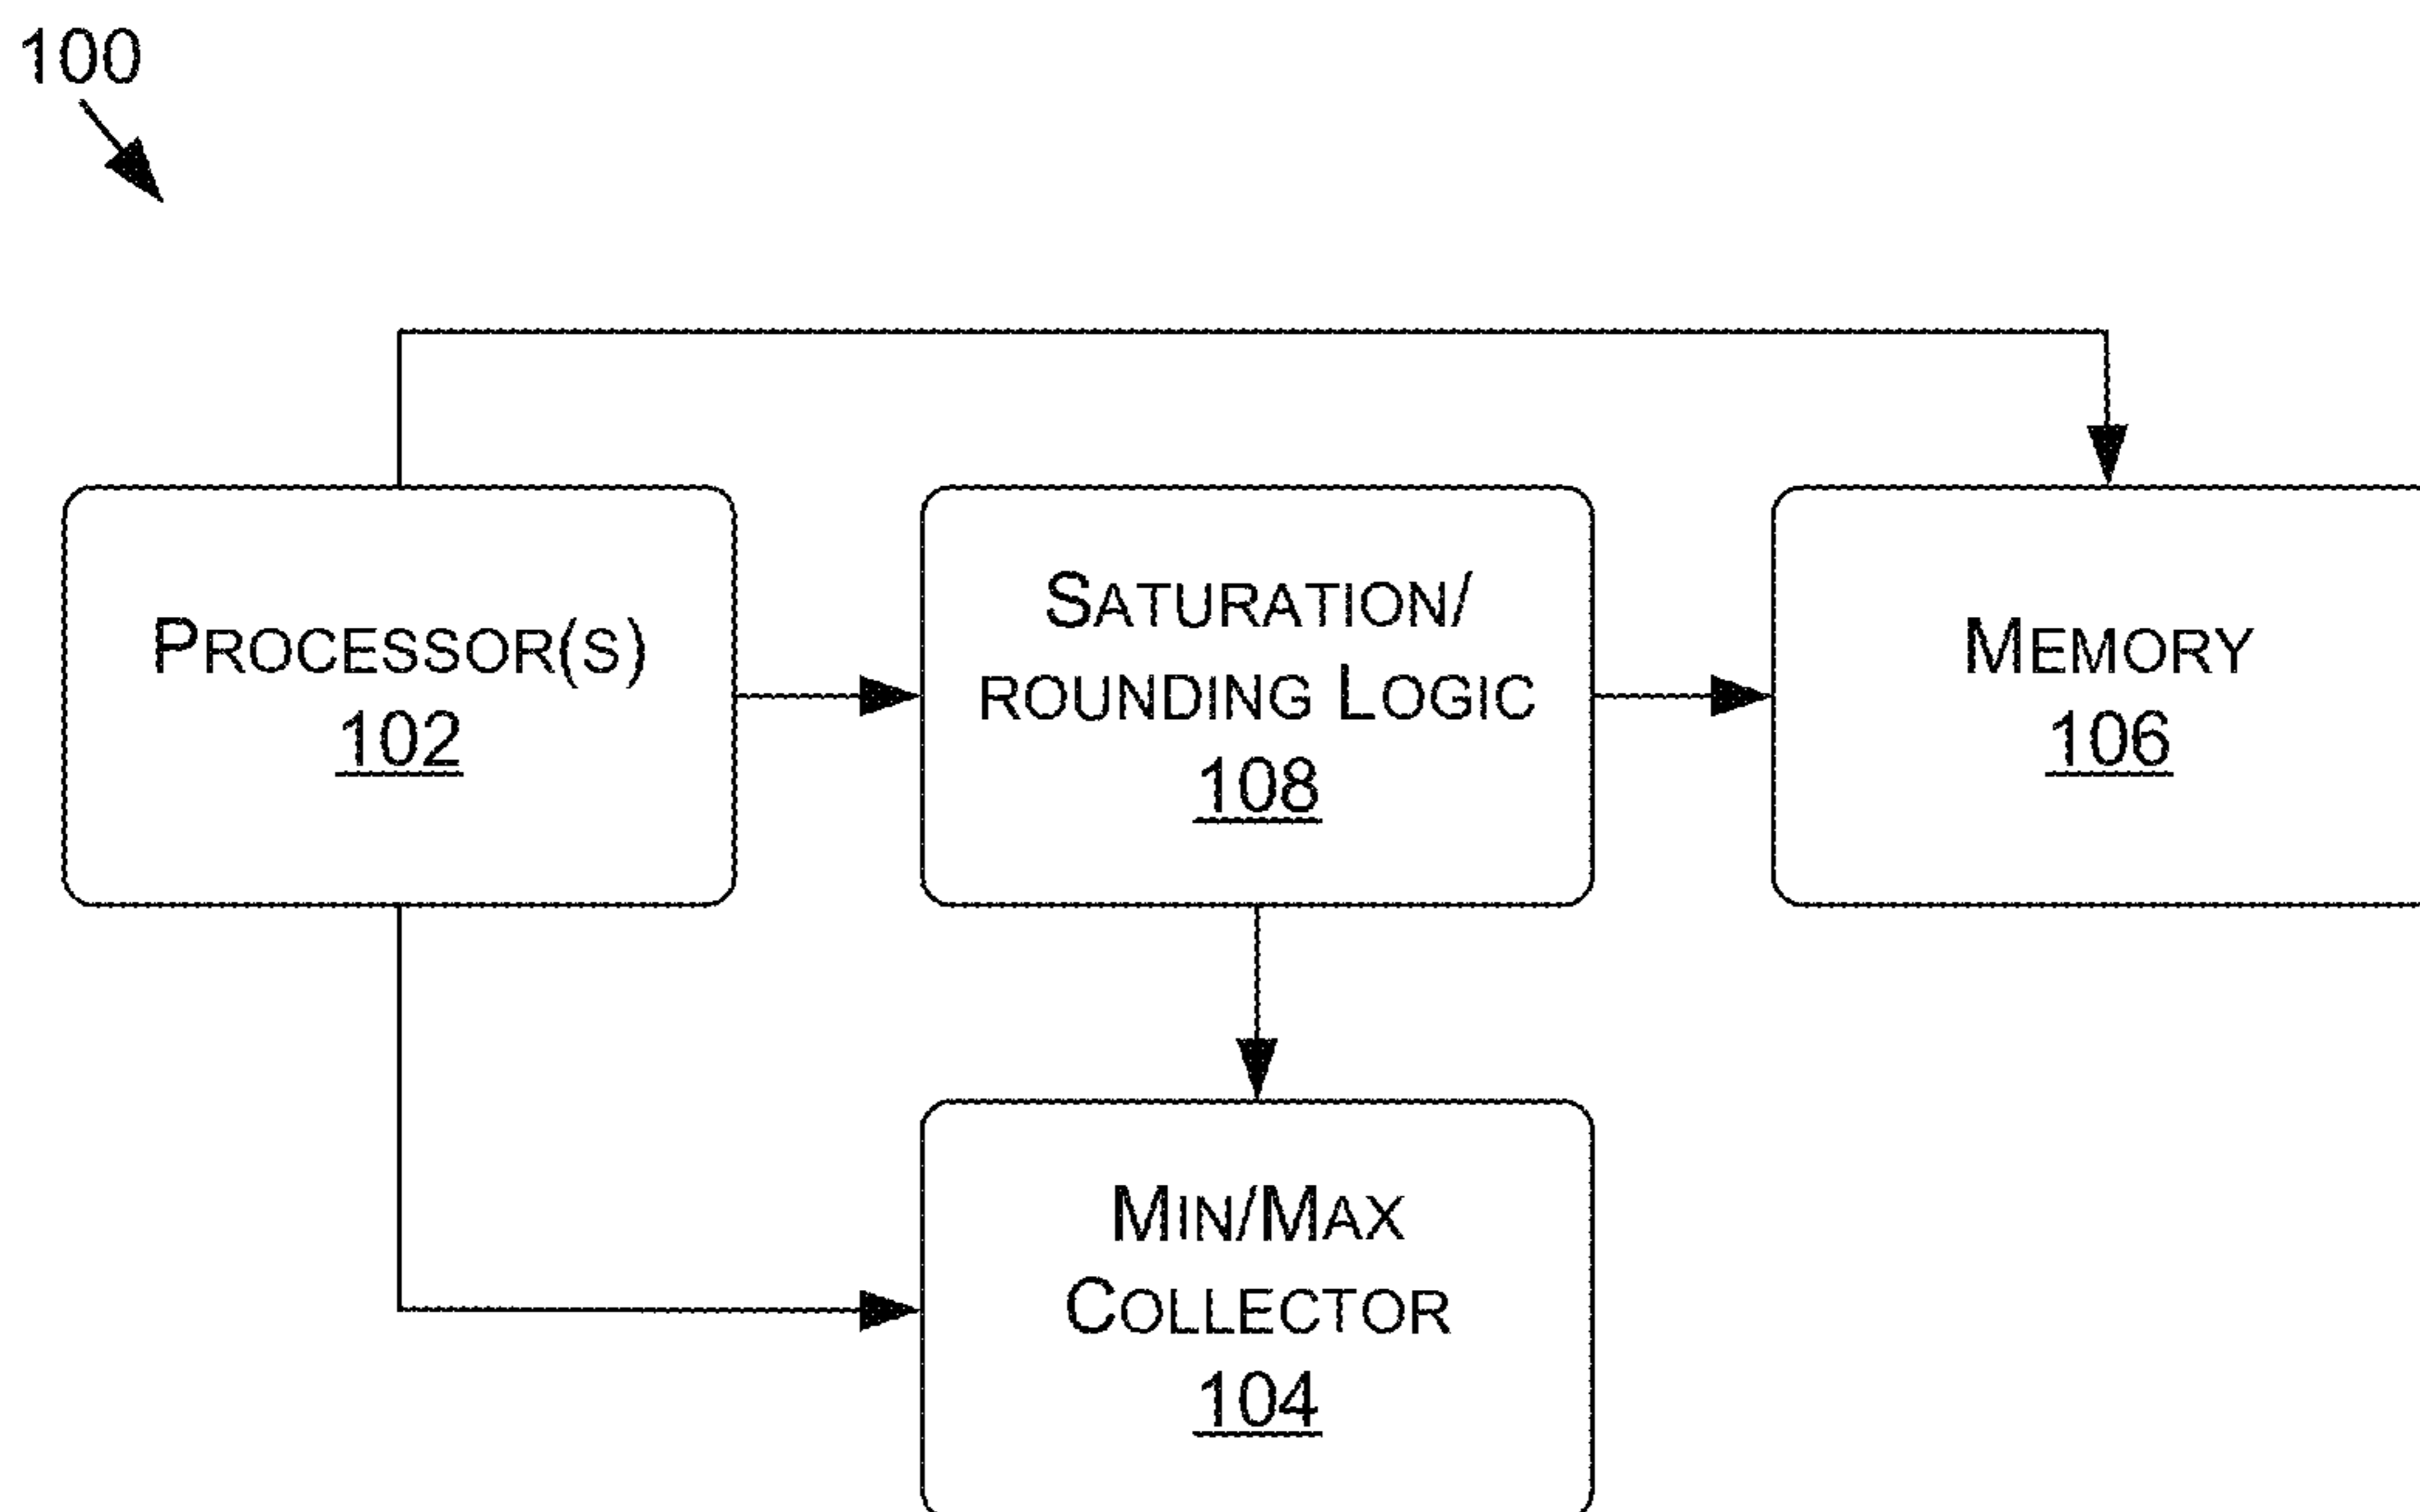 100
PROCESSOR(S)
102
SATURATION/
ROUNDING LOGIC
108
MEMORY
106
MIN/MAX
COLLECTOR
104